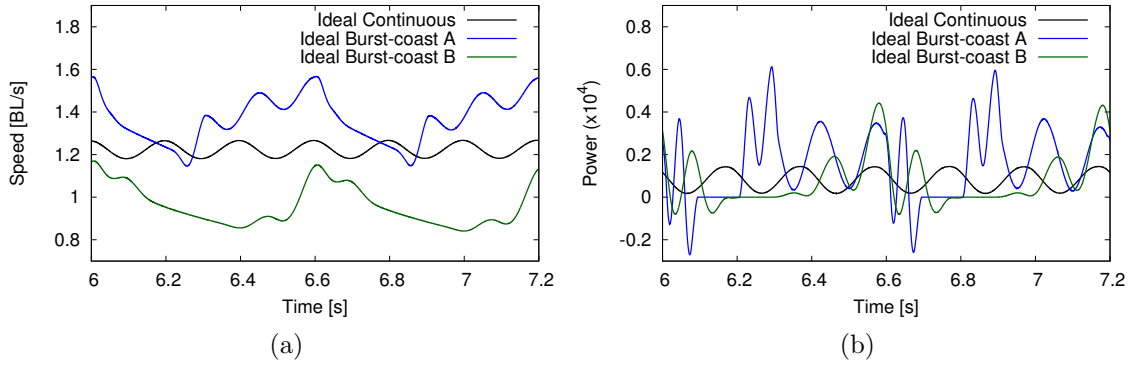 Ideal Continuous
Ideal Burst-coast A
Ideal Burst-coast B
Speed [BL/s]
1.8
1.6
1.4
1.2
1
0.8
6
6.2
6.4
6.6
6.8
7
7.2
Time [s]
(a)
Ideal Continuous
Ideal Burst-coast A
Ideal Burst-coast B
Power (x10⁴)
0.8
0.6
0.4
0.2
0
-0.2
6
6.2
6.4
6.6
6.8
7
7.2
Time [s]
(b)